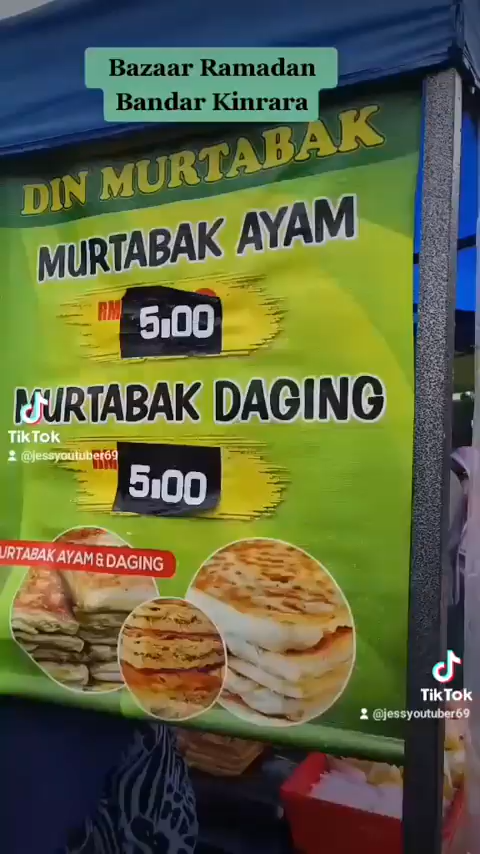 Bazaar Ramadan
Bandar Kinrara
DIN MURTABAK
MURTABAK AYAM
RM
5.00
MURTABAK DAGING
RM
5.00
TikTok
@jessyoutuber69
URTABAK AYAM & DAGING
TikTok
@jessyoutuber69